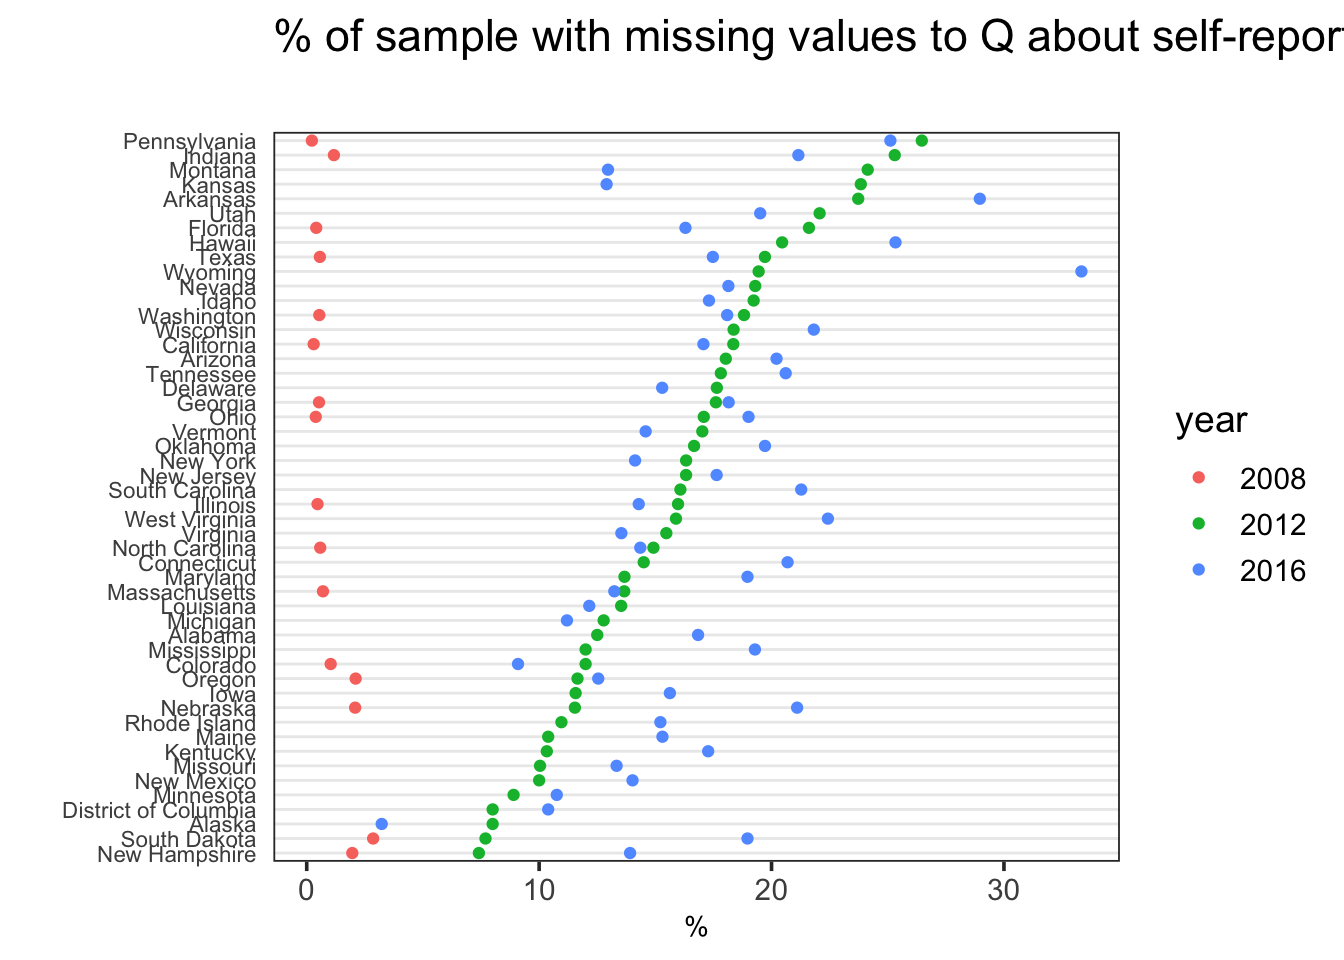 % of sample with missing values to Q about self-report
Pennsylvania
Indiana
Montana
Kansas
Arkansas
Utah
Florida
Hawaii
Texas
Wyoming
Nevada
Idaho
Washington
Wisconsin
California
Arizona
Tennessee
Delaware
Georgia
Ohio
Vermont
Oklahoma
New York
New Jersey
South Carolina
Illinois
West Virginia
Virginia
North Carolina
Connecticut
Maryland
Massachusetts
Louisiana
Michigan
Alabama
Mississippi
Colorado
Oregon
Iowa
Nebraska
Rhode Island
Maine
Kentucky
Missouri
New Mexico
Minnesota
District of Columbia
Alaska
South Dakota
New Hampshire
0 10 20 30
%
year
2008
2012
2016